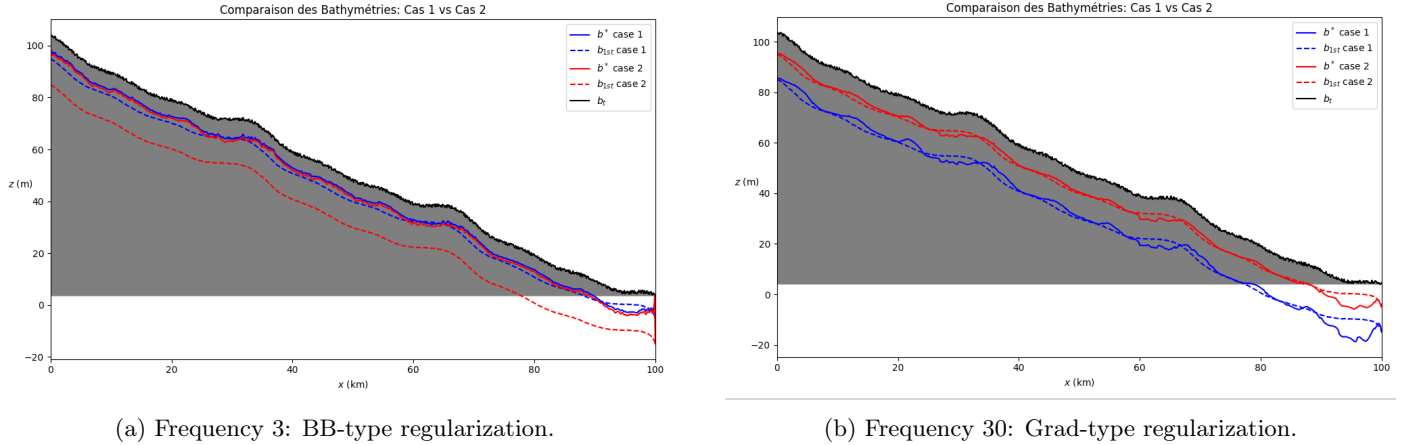 Comparaison des Bathymétries: Cas 1 vs Cas 2
b* case 1
b1st case 1
b* case 2
b1st case 2
bt
100
80
60
40
20
0
−20
z (m)
0
20
40
60
80
100
x (km)
(a) Frequency 3: BB-type regularization.
Comparaison des Bathymétries: Cas 1 vs Cas 2
b* case 1
b1st case 1
b* case 2
b1st case 2
bt
100
80
60
40
20
0
−20
z (m)
0
20
40
60
80
100
x (km)
(b) Frequency 30: Grad-type regularization.